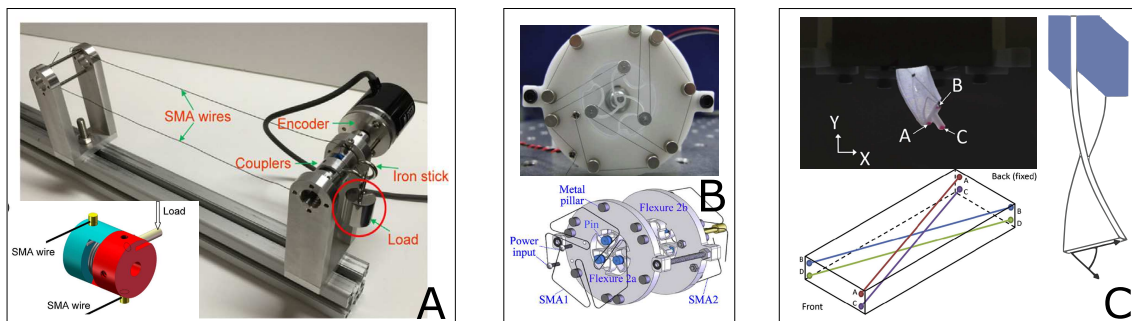 SMA wires
Encoder
Couplers
Iron stick
Load
Load
SMA wire
SMA wire
A
Metal
pillar
Flexure 2b
Pin
Power
input
Flexure 2a
SMA1
SMA2
B
A
B
C
Y
X
Back (fixed)
A
C
B
D
B
D
A
C
Front
C